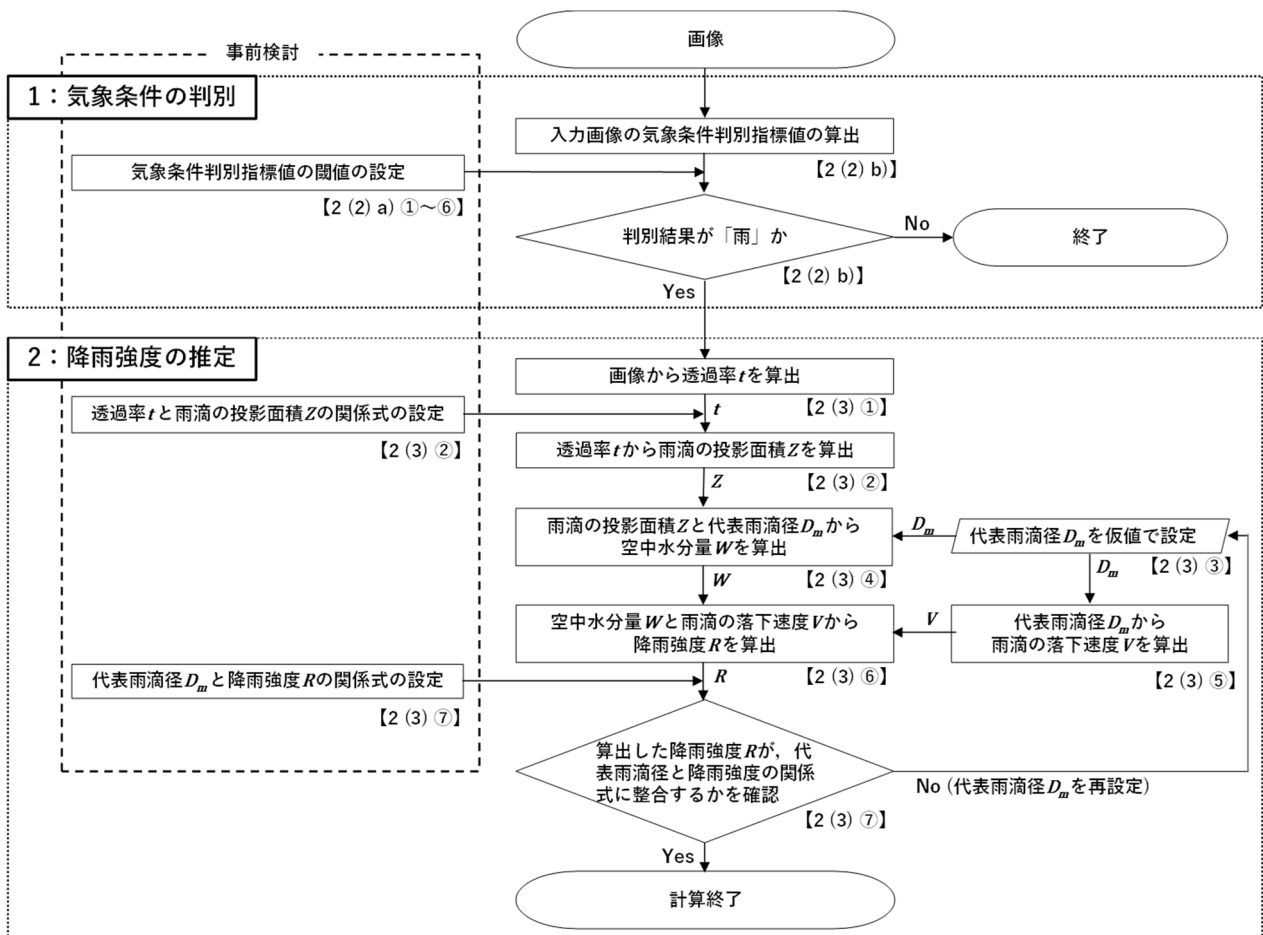 画像
事前検討
1：気象条件の判別
入力画像の気象条件判別指標値の算出
【2 (2) b)】
気象条件判別指標値の閾値の設定
【2 (2) a) ①～⑥】
判別結果が「雨」か
【2 (2) b)】
No
終了
Yes
2：降雨強度の推定
画像から透過率tを算出
【2 (3) ①】
透過率tと雨滴の投影面積Zの関係式の設定
【2 (3) ②】
t
透過率tから雨滴の投影面積Zを算出
【2 (3) ②】
Z
雨滴の投影面積Zと代表雨滴径Dmから
空中水分量Wを算出
【2 (3) ④】
Dm
代表雨滴径Dmを仮値で設定
【2 (3) ③】
W
Dm
空中水分量Wと雨滴の落下速度Vから
降雨強度Rを算出
【2 (3) ⑥】
V
代表雨滴径Dmから
雨滴の落下速度Vを算出
【2 (3) ⑤】
代表雨滴径Dmと降雨強度Rの関係式の設定
【2 (3) ⑦】
R
算出した降雨強度Rが，代
表雨滴径と降雨強度の関係
式に整合するかを確認
【2 (3) ⑦】
No (代表雨滴径Dmを再設定)
Yes
計算終了